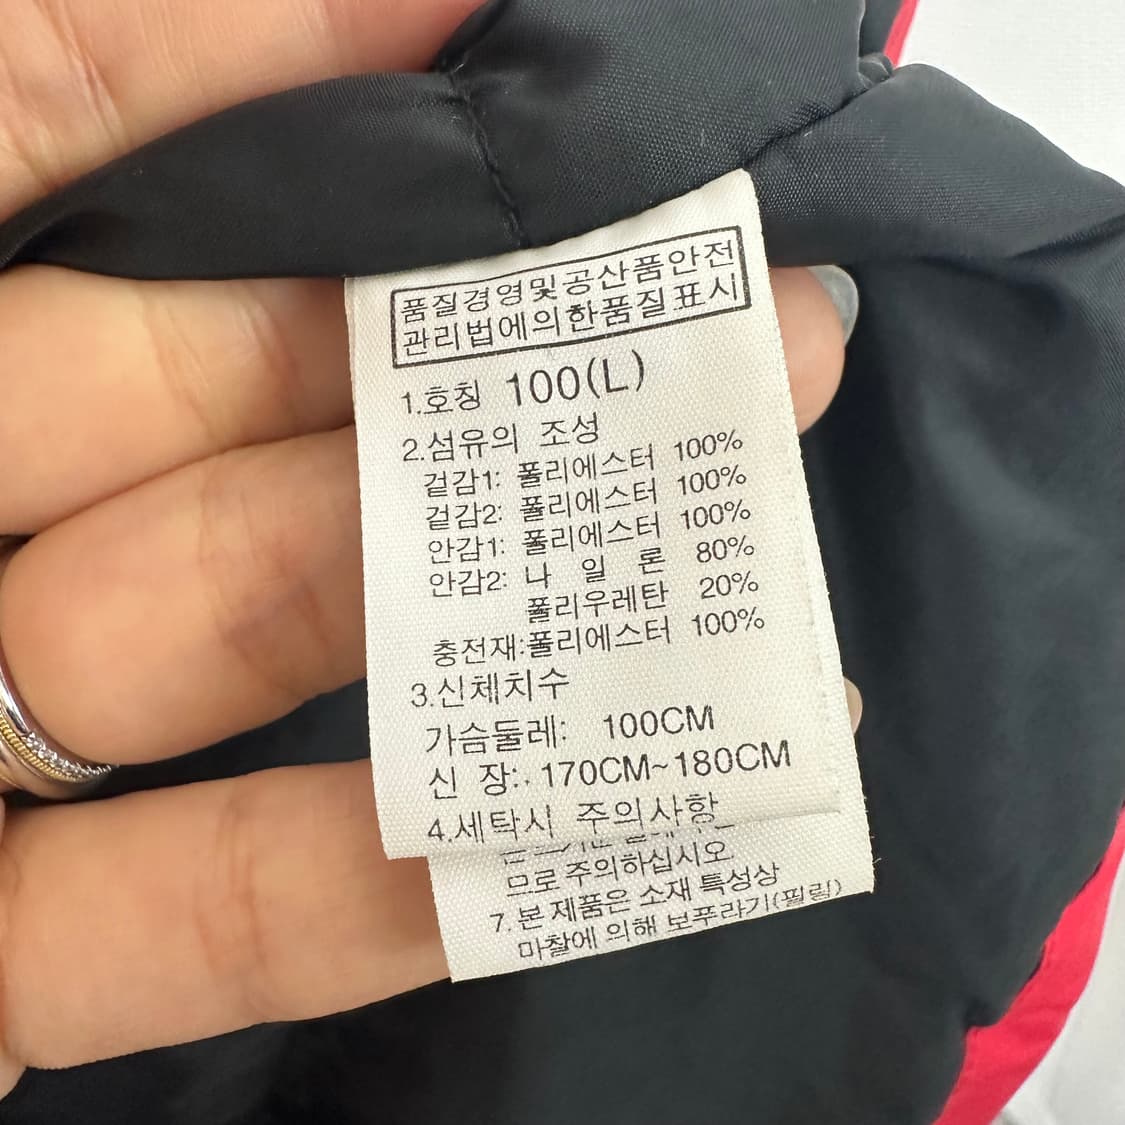 품질경영및공산품안전
관리법에의한품질표시
1.호칭 100(L)
2.섬유의 조성
겉감1: 폴리에스터 100%
겉감2: 폴리에스터 100%
안감1: 폴리에스터 100%
안감2: 나 일 론 80%
폴리우레탄 20%
충전재:폴리에스터 100%
3.신체치수
가슴둘레: 100CM
신 장: 170CM~180CM
4.세탁시 주의사항
므로 주의하십시오
7. 본 제품은 소재 특성상
마찰에 의해 보푸라기(필링)